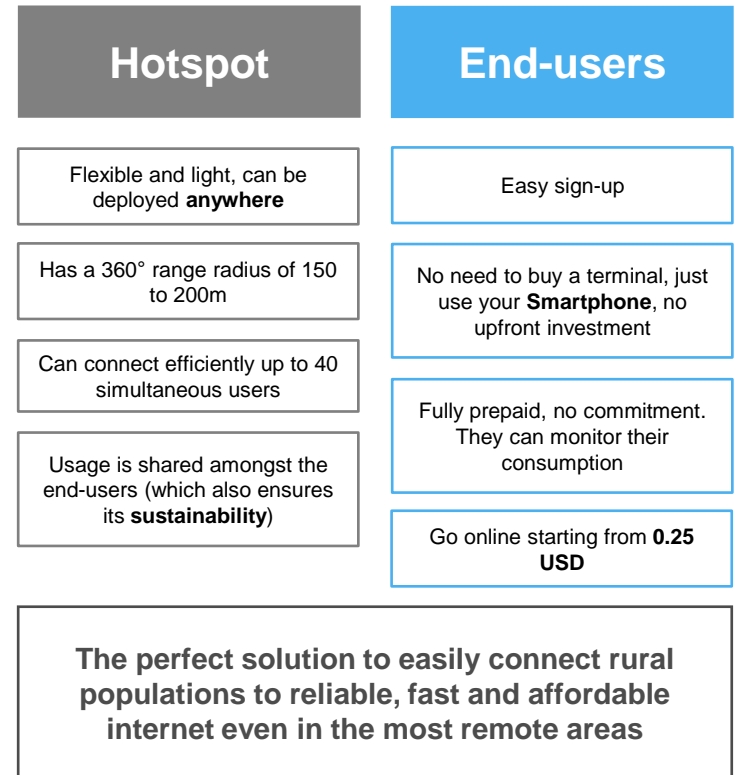 Hotspot
Flexible and light, can be
deployed anywhere
Has a 360° range radius of 150
to 200m
Can connect efficiently up to 40
simultaneous users
Usage is shared amongst the
end-users (which also ensures
its sustainability)
End-users
Easy sign-up
No need to buy a terminal, just
use your Smartphone, no
upfront investment
Fully prepaid, no commitment.
They can monitor their
consumption
Go online starting from 0.25
USD
The perfect solution to easily connect rural
populations to reliable, fast and affordable
internet even in the most remote areas